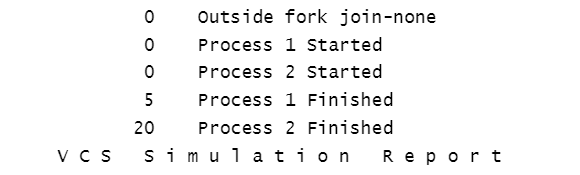 0 Outside fork join-none
0 Process 1 Started
0 Process 2 Started
5 Process 1 Finished
20 Process 2 Finished
V C S S i m u l a t i o n R e p o r t